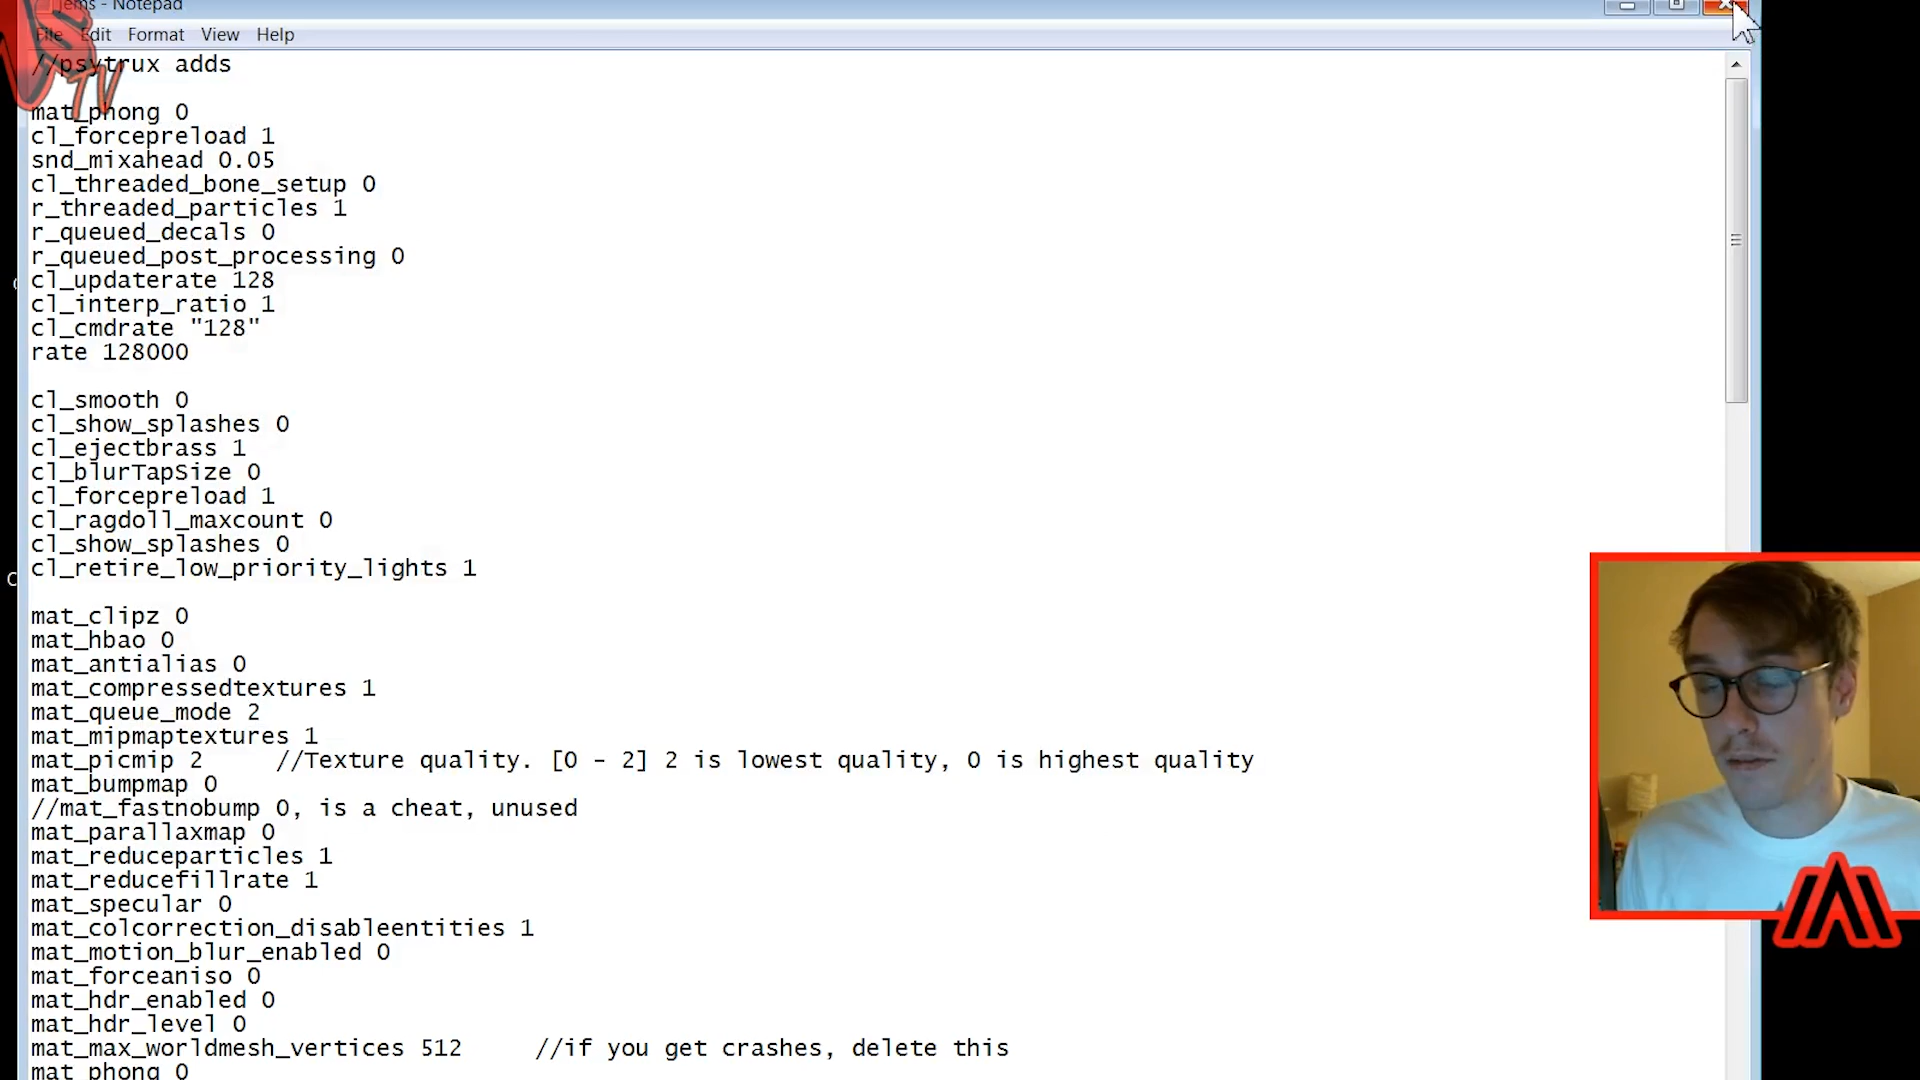 jems - Notepad
File Edit Format View Help
//psytrux adds
mat_phong 0
cl_forcepreload 1
snd_mixahead 0.05
cl_threaded_bone_setup 0
r_threaded_particles 1
r_queued_decals 0
r_queued_post_processing 0
cl_updaterate 128
cl_interp_ratio 1
cl_cmdrate "128"
rate 128000
cl_smooth 0
cl_show_splashes 0
cl_ejectbrass 1
cl_blurTapSize 0
cl_forcepreload 1
cl_ragdoll_maxcount 0
cl_show_splashes 0
cl_retire_low_priority_lights 1
mat_clipz 0
mat_hbao 0
mat_antialias 0
mat_compressedtextures 1
mat_queue_mode 2
mat_mipmaptextures 1
mat_picmip 2 //Texture quality. [0 - 2] 2 is lowest quality, 0 is highest quality
mat_bumpmap 0
//mat_fastnobump 0, is a cheat, unused
mat_parallaxmap 0
mat_reduceparticles 1
mat_reducefillrate 1
mat_specular 0
mat_colcorrection_disableentities 1
mat_motion_blur_enabled 0
mat_forceaniso 0
mat_hdr_enabled 0
mat_hdr_level 0
mat_max_worldmesh_vertices 512 //if you get crashes, delete this
mat_phong 0
TV